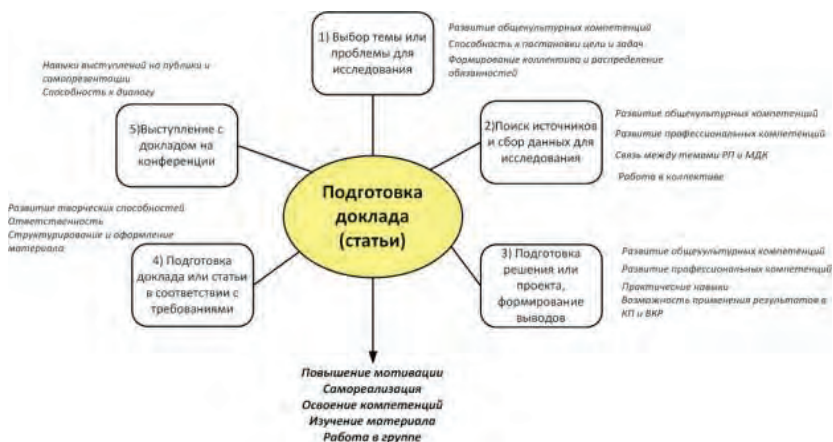 1) Выбор темы или
проблемы для
исследования
Развитие общекультурных компетенций
Способность к постановки цели и задач
Формирование коллектива и распределение
обязанностей
2)Поиск источников
и сбор данных для
исследования
Развитие общекультурных компетенций
Развитие профессиональных компетенций
Связь между темами РП и МДК
Работа в коллективе
3) Подготовка
решения или
проекта,
формирование
выводов
Развитие общекультурных компетенций
Развитие профессиональных компетенций
Практические навыки
Возможность применения результатов в
КП и ВКР
4) Подготовка
доклада или статьи
в соответствии с
требованиями
Развитие творческих способностей
Ответственность
Структурирование и оформление
материала
5)Выступление с
докладом на
конференции
Навыки выступлений на публики и
самопрезентации
Способность к диалогу
Подготовка
доклада
(статьи)
Повышение мотивации
Самореализация
Освоение компетенций
Изучение материала
Работа в группе